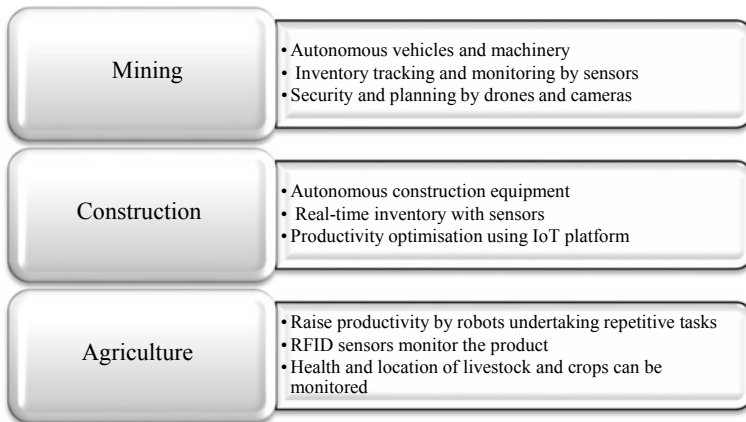 Mining
• Autonomous vehicles and machinery
• Inventory tracking and monitoring by sensors
• Security and planning by drones and cameras
Construction
• Autonomous construction equipment
• Real-time inventory with sensors
• Productivity optimisation using IoT platform
Agriculture
• Raise productivity by robots undertaking repetitive tasks
• RFID sensors monitor the product
• Health and location of livestock and crops can be
monitored